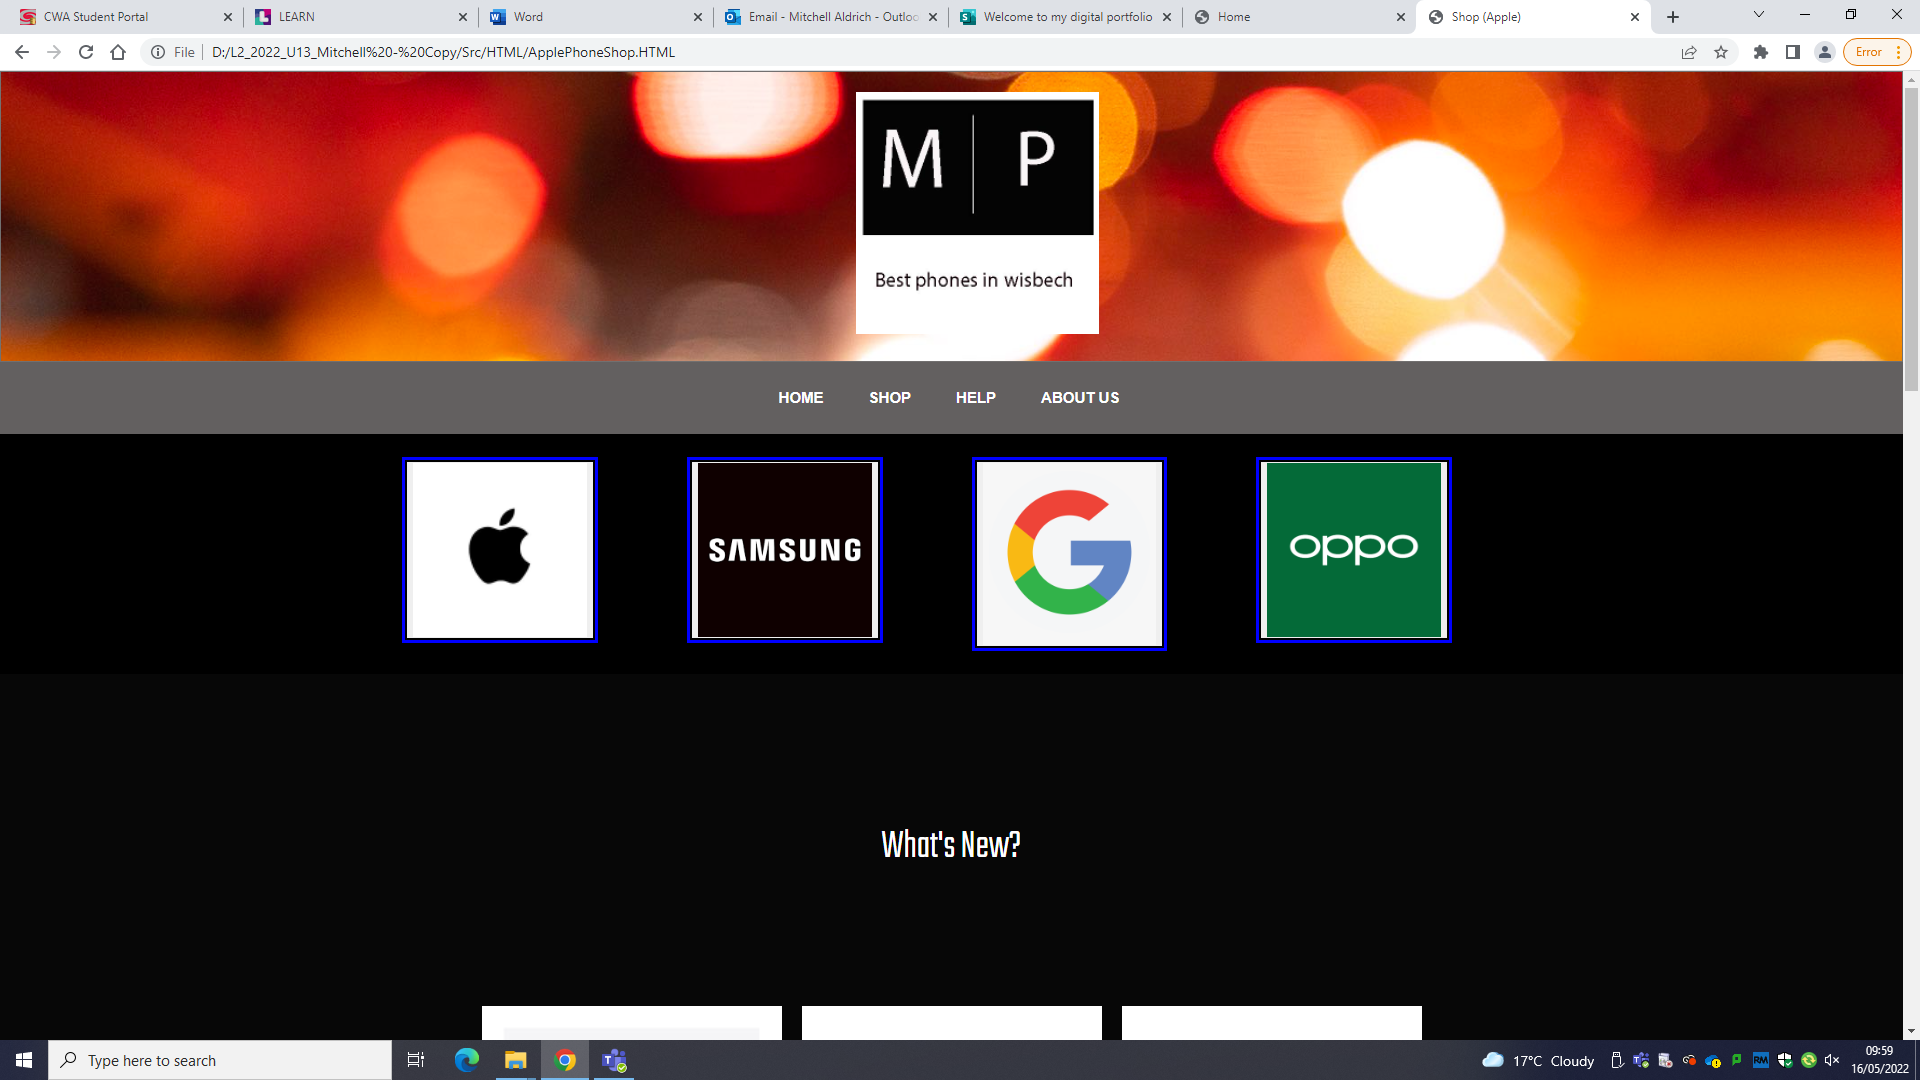 CWA Student Portal
LEARN
Word
Email - Mitchell Aldrich - Outloo
Welcome to my digital portfolio
Home
Shop (Apple)
File
D:/L2_2022_U13_Mitchell%20-%20Copy/Src/HTML/ApplePhoneShop.HTML
Error
M P
Best phones in wisbech
HOME SHOP HELP ABOUT US
SAMSUNG
oppo
What's New?
Type here to search
17°C Cloudy
RM
09:59
16/05/2022